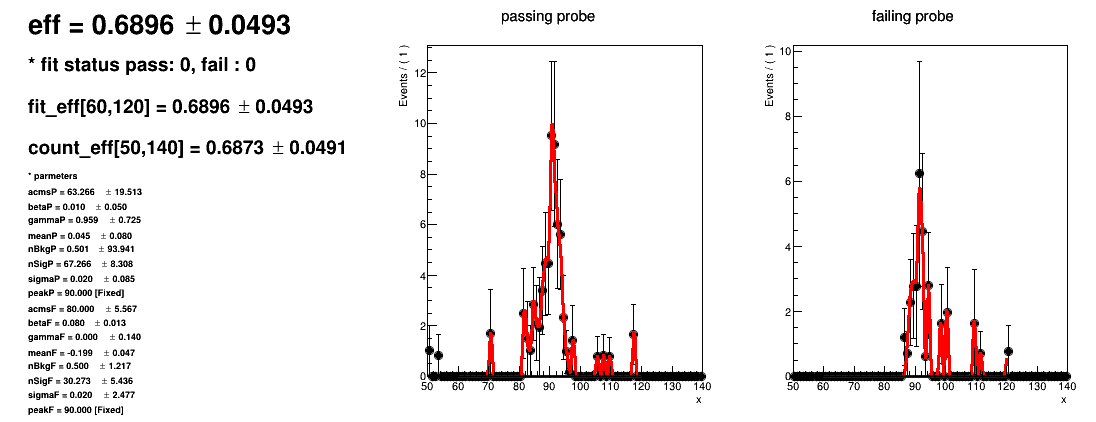 eff = 0.6896 ± 0.0493
* fit status pass: 0, fail : 0
fit_eff[60,120] = 0.6896 ± 0.0493
count_eff[50,140] = 0.6873 ± 0.0491
* parmeters
acmsP = 63.266 ± 19.513
betaP = 0.010 ± 0.050
gammaP = 0.959 ± 0.725
meanP = 0.045 ± 0.080
nBkgP = 0.501 ± 93.941
nSigP = 67.266 ± 8.308
sigmaP = 0.020 ± 0.085
peakP = 90.000 [Fixed]
acmsF = 80.000 ± 5.567
betaF = 0.080 ± 0.013
gammaF = 0.000 ± 0.140
meanF = -0.199 ± 0.047
nBkgF = 0.500 ± 1.217
nSigF = 30.273 ± 5.436
sigmaF = 0.020 ± 2.477
peakF = 90.000 [Fixed]
passing probe
Events / ( 1 )
12
10
8
6
4
2
0
50 60 70 80 90 100 110 120 130 140
x
failing probe
Events / ( 1 )
10
8
6
4
2
0
50 60 70 80 90 100 110 120 130 140
x